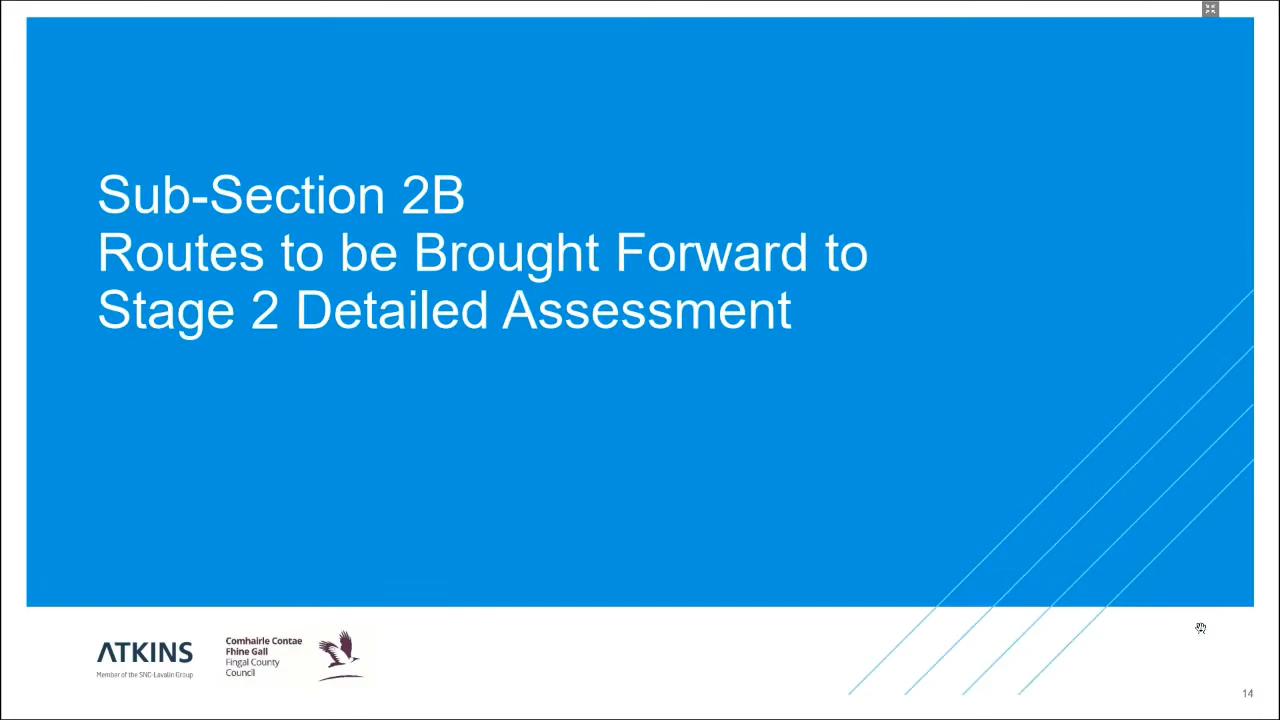 Sub-Section 2B
Routes to be Brought Forward to
Stage 2 Detailed Assessment
ATKINS
Member of the SNC-Lavalin Group
Comhairle Contae
Fhine Gall
Fingal County
Council
14